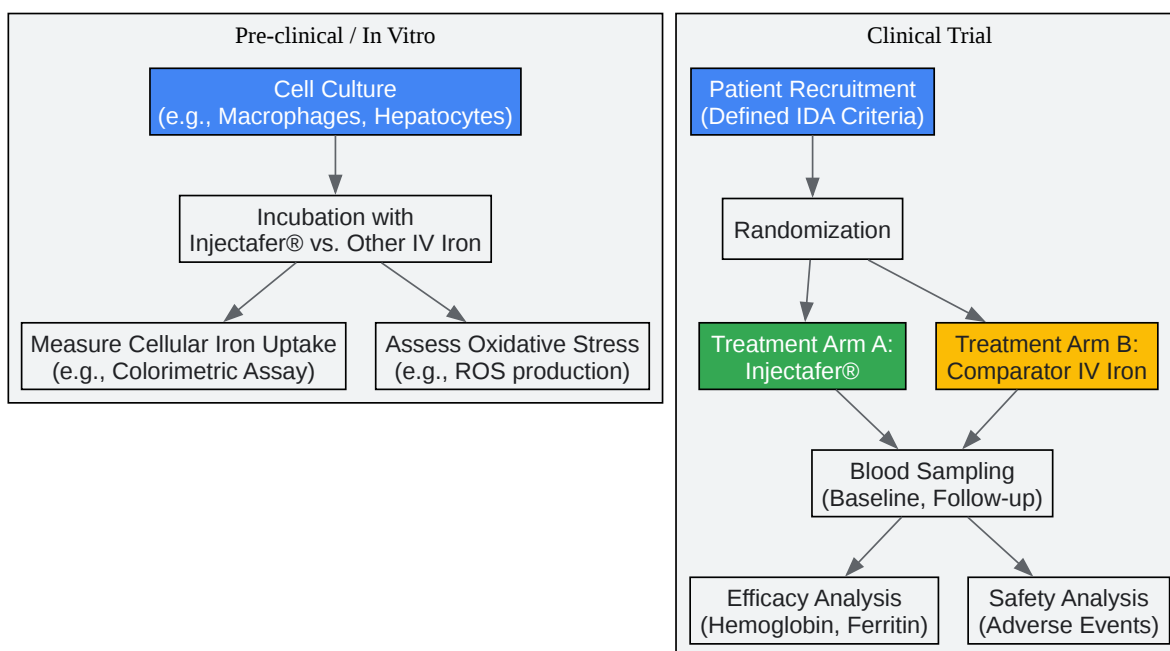 Pre-clinical / In Vitro
Cell Culture
(e.g., Macrophages, Hepatocytes)
Incubation with
Injectafer® vs. Other IV Iron
Measure Cellular Iron Uptake
(e.g., Colorimetric Assay)
Assess Oxidative Stress
(e.g., ROS production)
Clinical Trial
Patient Recruitment
(Defined IDA Criteria)
Randomization
Treatment Arm A:
Injectafer®
Treatment Arm B:
Comparator IV Iron
Blood Sampling
(Baseline, Follow-up)
Efficacy Analysis
(Hemoglobin, Ferritin)
Safety Analysis
(Adverse Events)